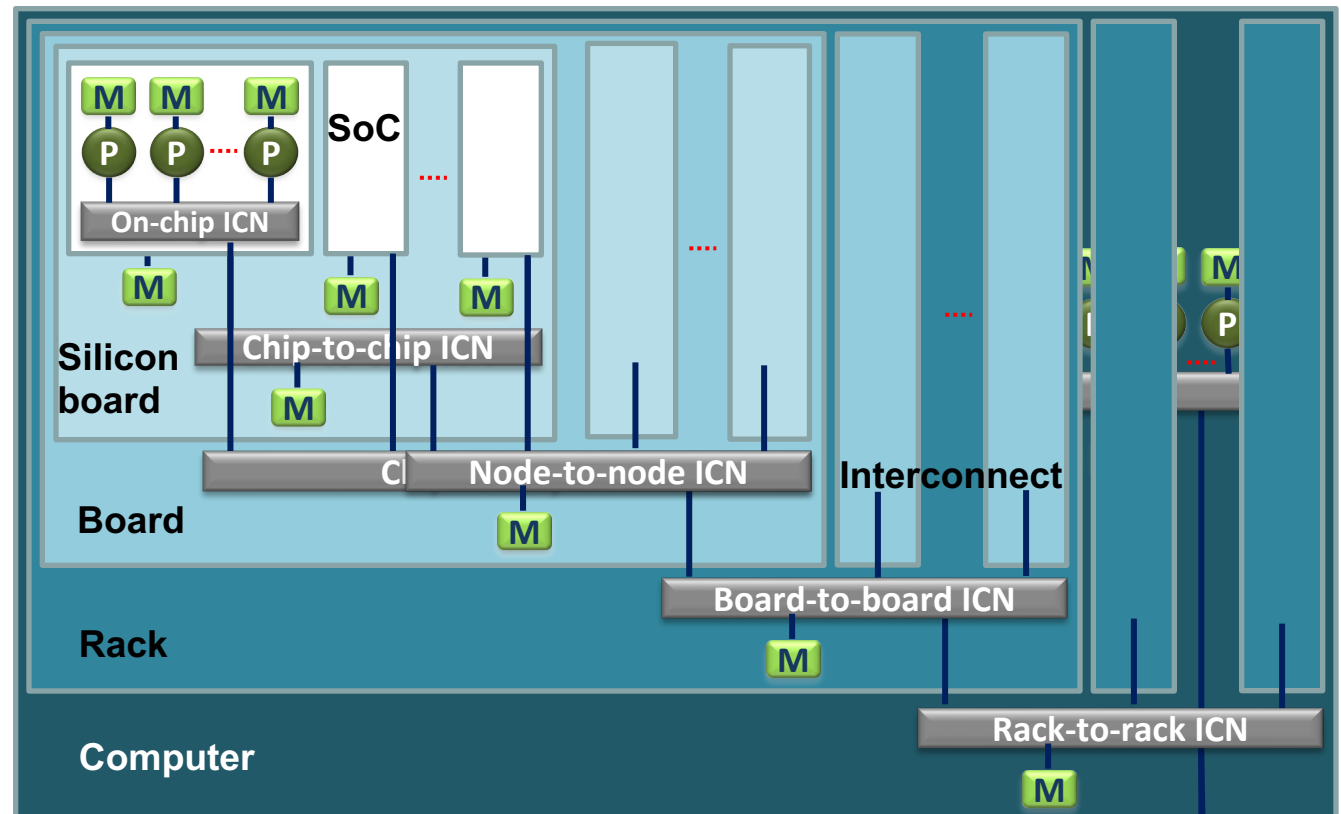 M M M
SoC
P P P
On-chip ICN
M M M
M
P
Chip-to-chip ICN
Silicon
board
M
Node-to-node ICN
Interconnect
Board
M
Board-to-board ICN
Rack
M
Rack-to-rack ICN
Computer
M